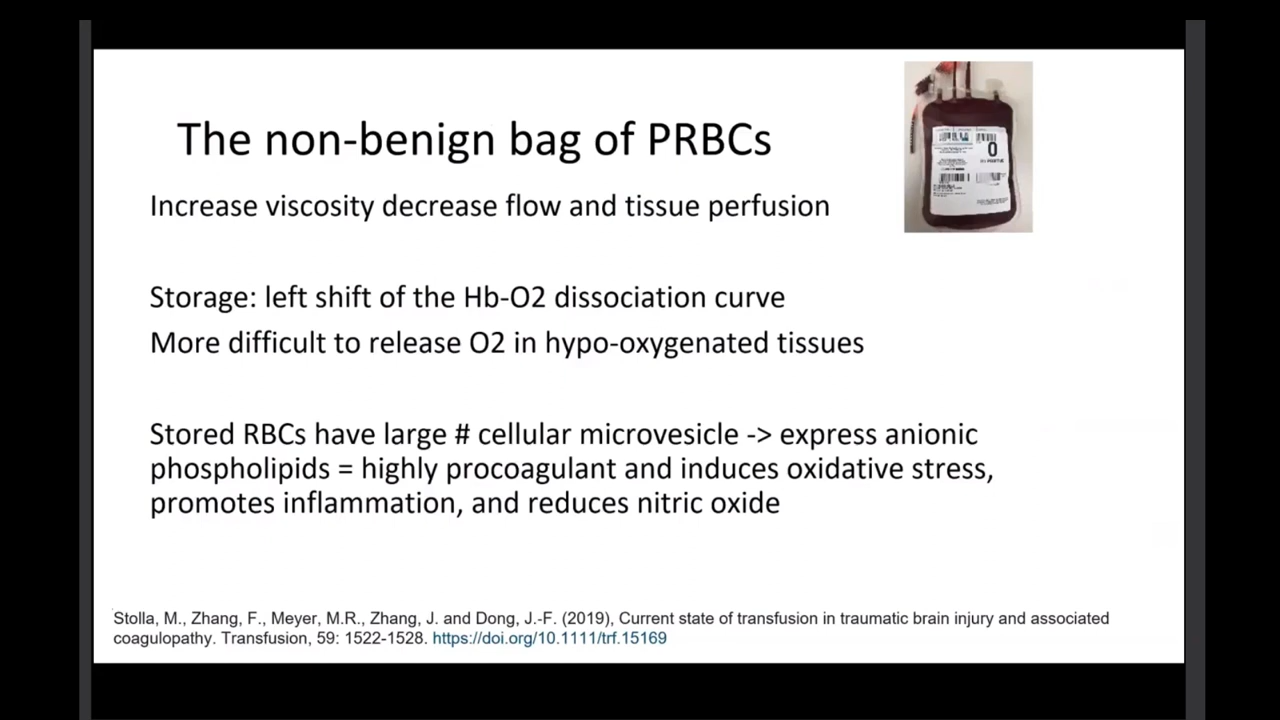 The non-benign bag of PRBCs
O
Increase viscosity decrease flow and tissue perfusion
Storage: left shift of the Hb-O2 dissociation curve
More difficult to release O2 in hypo-oxygenated tissues
Stored RBCs have large # cellular microvesicle -> express anionic
phospholipids = highly procoagulant and induces oxidative stress,
promotes inflammation, and reduces nitric oxide
Stolla, M., Zhang, F., Meyer, M.R., Zhang, J. and Dong, J.-F. (2019), Current state of transfusion in traumatic brain injury and associated
coagulopathy. Transfusion, 59: 1522-1528. https://doi.org/10.1111/trf.15169